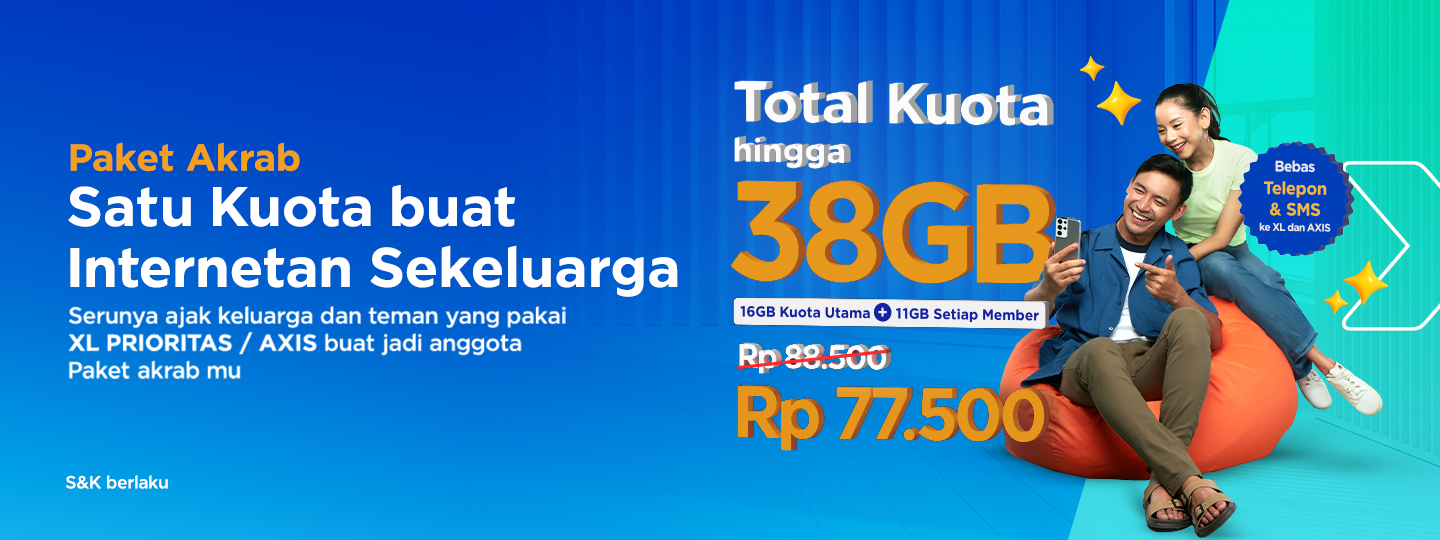 Paket Akrab
Satu Kuota buat
Internetan Sekeluarga
Serunya ajak keluarga dan teman yang pakai
XL PRIORITAS / AXIS buat jadi anggota
Paket akrab mu
S&K berlaku
Total Kuota
hingga
38GB
16GB Kuota Utama + 11GB Setiap Member
Rp 88.500
Rp 77.500
Bebas
Telepon
& SMS
ke XL dan AXIS